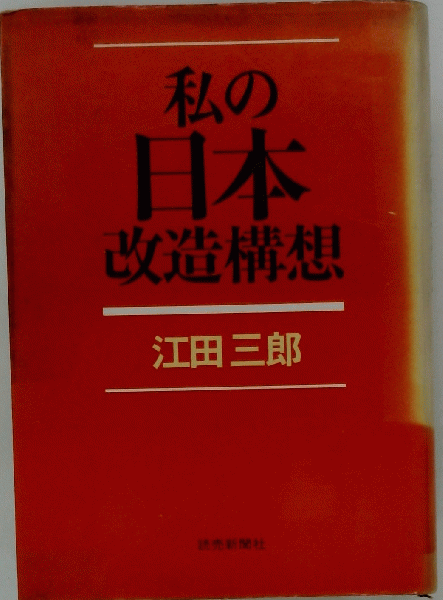 私の
日本
改造構想
江田三郎
読売新聞社